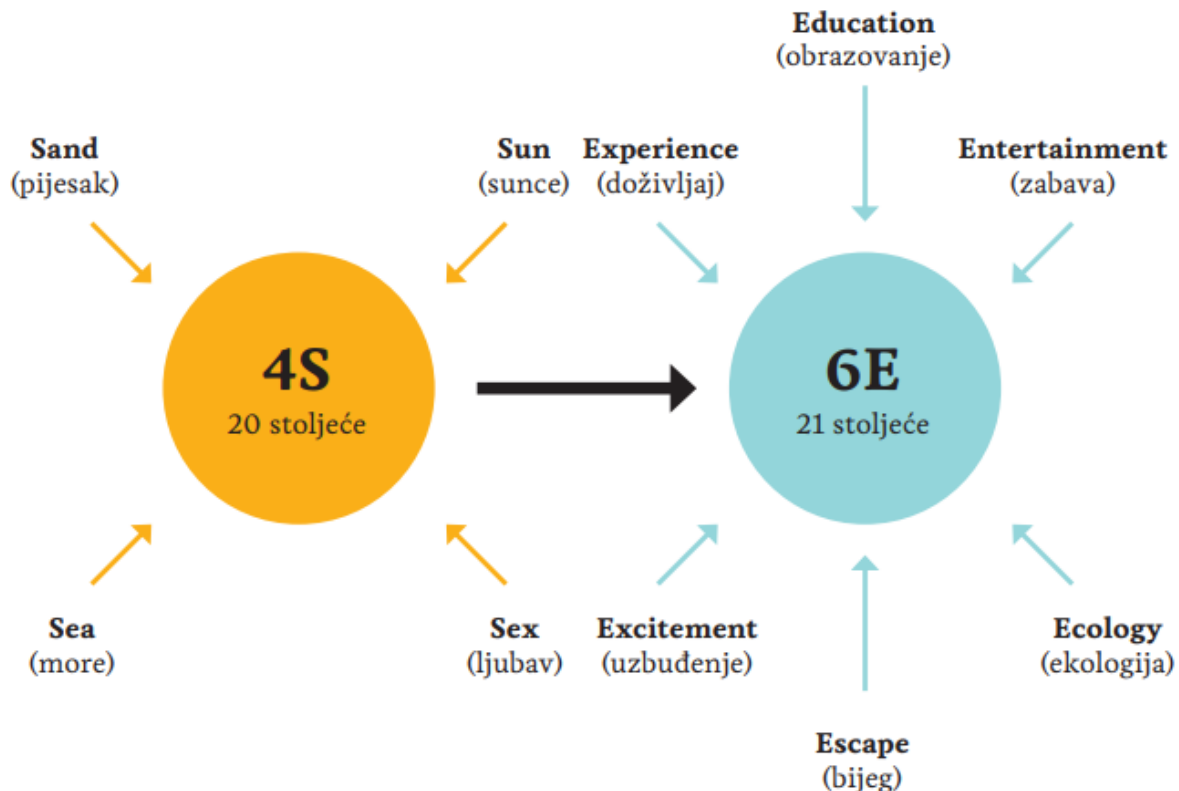 Education
(obrazovanje)
Sand
(pijesak)
Sun
(sunce)
Experience
(doživljaj)
Entertainment
(zabava)
4S
20 stoljeće
6E
21 stoljeće
Sea
(more)
Sex
(ljubav)
Excitement
(uzbuđenje)
Ecology
(ekologija)
Escape
(bijeg)